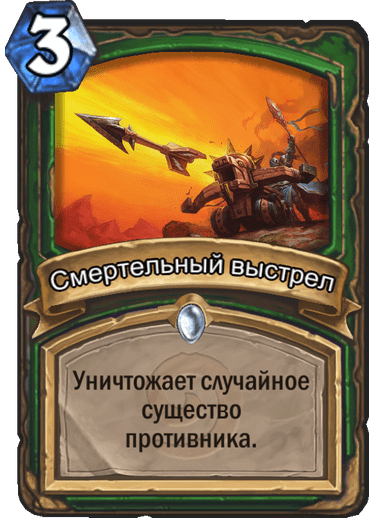 3
Смертельный выстрел
Уничтожает случайное
существо
противника.